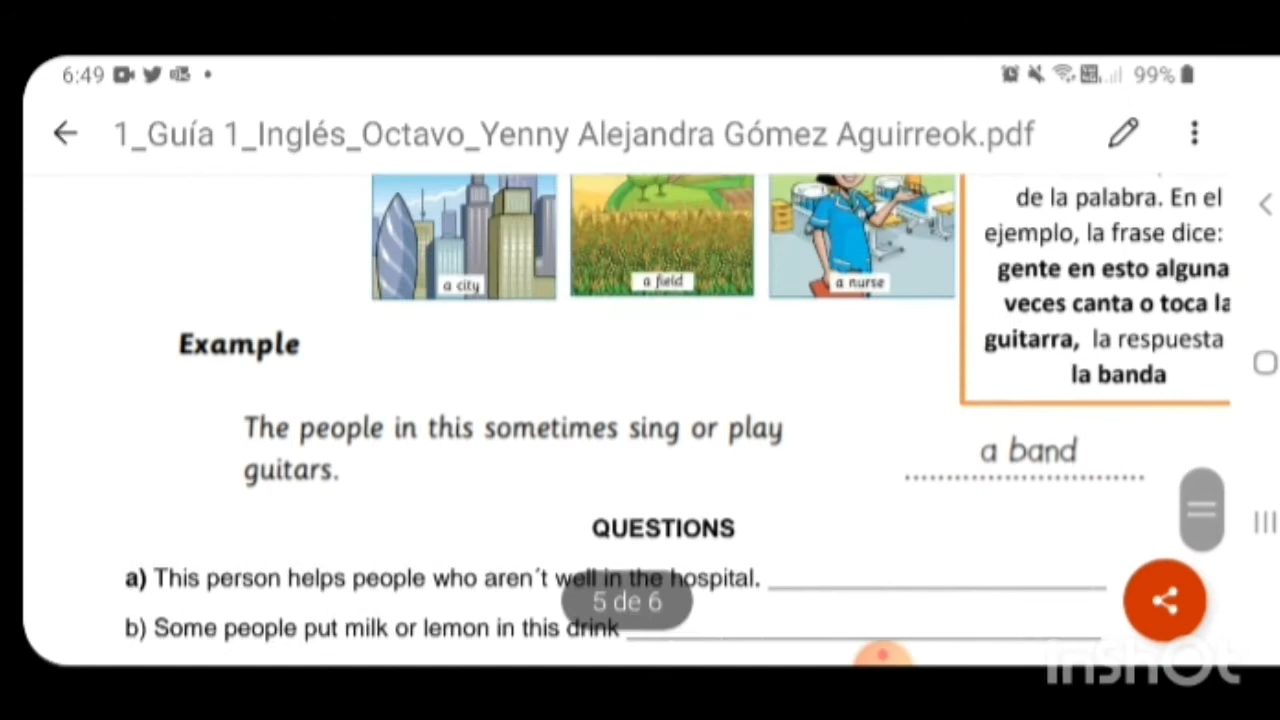 6:49
99%
1_Guía 1_Inglés_Octavo_Yenny Alejandra Gómez Aguirreok.pdf
a city
a field
a nurse
de la palabra. En el
ejemplo, la frase dice:
gente en esto alguna
veces canta o toca la
guitarra, la respuesta
la banda
Example
The people in this sometimes sing or play
guitars.
a band
QUESTIONS
a) This person helps people who aren´t well in the hospital.
5 de 6
b) Some people put milk or lemon in this drink
InShOt